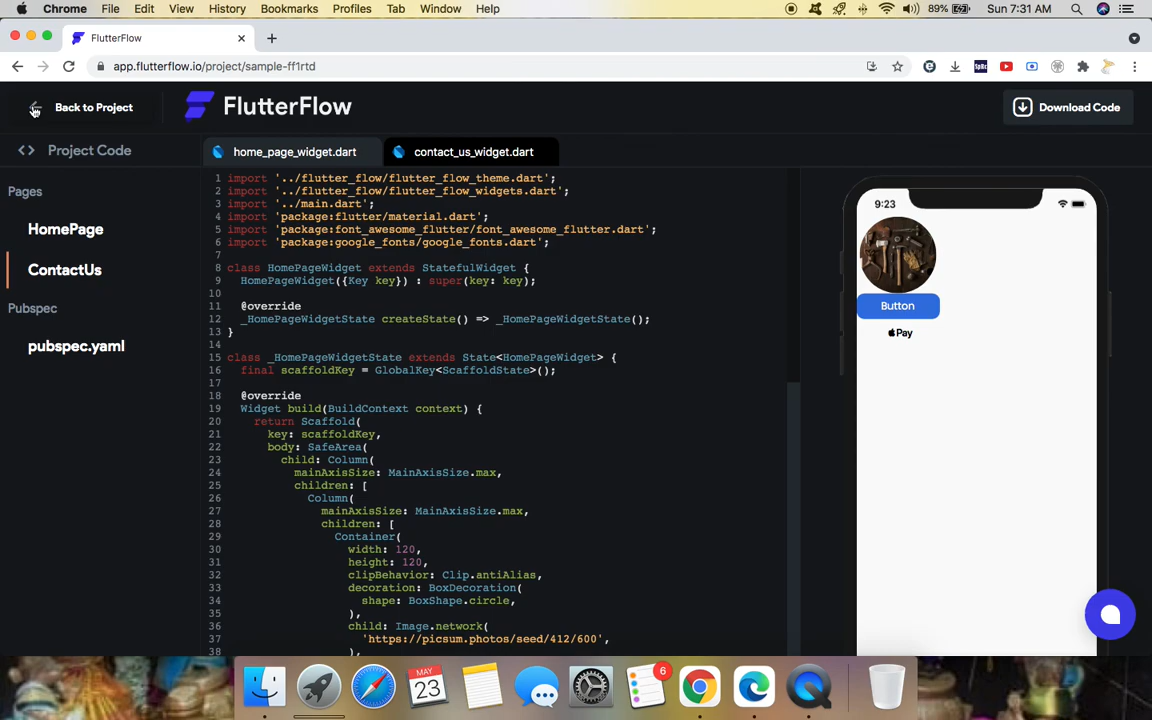 Chrome File Edit View History Bookmarks Profiles Tab Window Help 89% Sun 7:31 AM
FlutterFlow
app.flutterflow.io/project/sample-ff1rtd
Back to Project
FlutterFlow
Download Code
Project Code
home_page_widget.dart
contact_us_widget.dart
Pages
HomePage
ContactUs
Pubspec
pubspec.yaml
1 import '../flutter_flow/flutter_flow_theme.dart';
2 import '../flutter_flow/flutter_flow_widgets.dart';
3 import '../main.dart';
4 import 'package:flutter/material.dart';
5 import 'package:font_awesome_flutter/font_awesome_flutter.dart';
6 import 'package:google_fonts/google_fonts.dart';
7
8 class HomePageWidget extends StatefulWidget {
9 HomePageWidget({Key key}) : super(key: key);
10
11 @override
12 _HomePageWidgetState createState() => _HomePageWidgetState();
13 }
14
15 class _HomePageWidgetState extends State<HomePageWidget> {
16 final scaffoldKey = GlobalKey<ScaffoldState>();
17
18 @override
19 Widget build(BuildContext context) {
20 return Scaffold(
21 key: scaffoldKey,
22 body: SafeArea(
23 child: Column(
24 mainAxisSize: MainAxisSize.max,
25 children: [
26 Column(
27 mainAxisSize: MainAxisSize.max,
28 children: [
29 Container(
30 width: 120,
31 height: 120,
32 clipBehavior: Clip.antiAlias,
33 decoration: BoxDecoration(
34 shape: BoxShape.circle,
35 ),
36 child: Image.network(
37 'https://picsum.photos/seed/412/600',
38 ),
9:23
Button
Pay
MAY
23
6